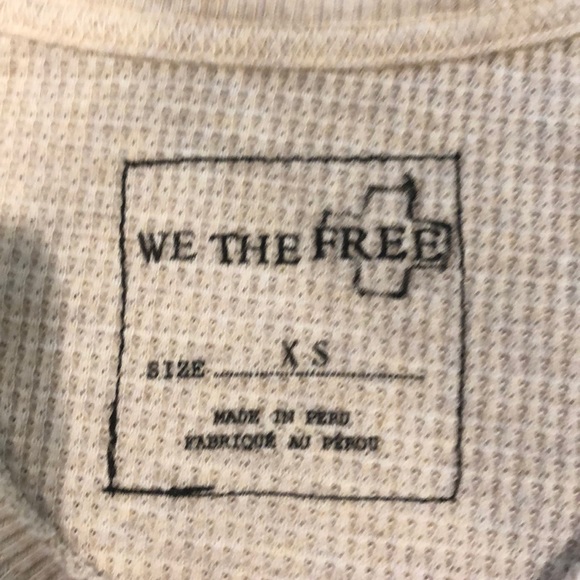 WE THE FREE
SIZE XS
MADE IN PERU
FABRIQUÉ AU PÉROU